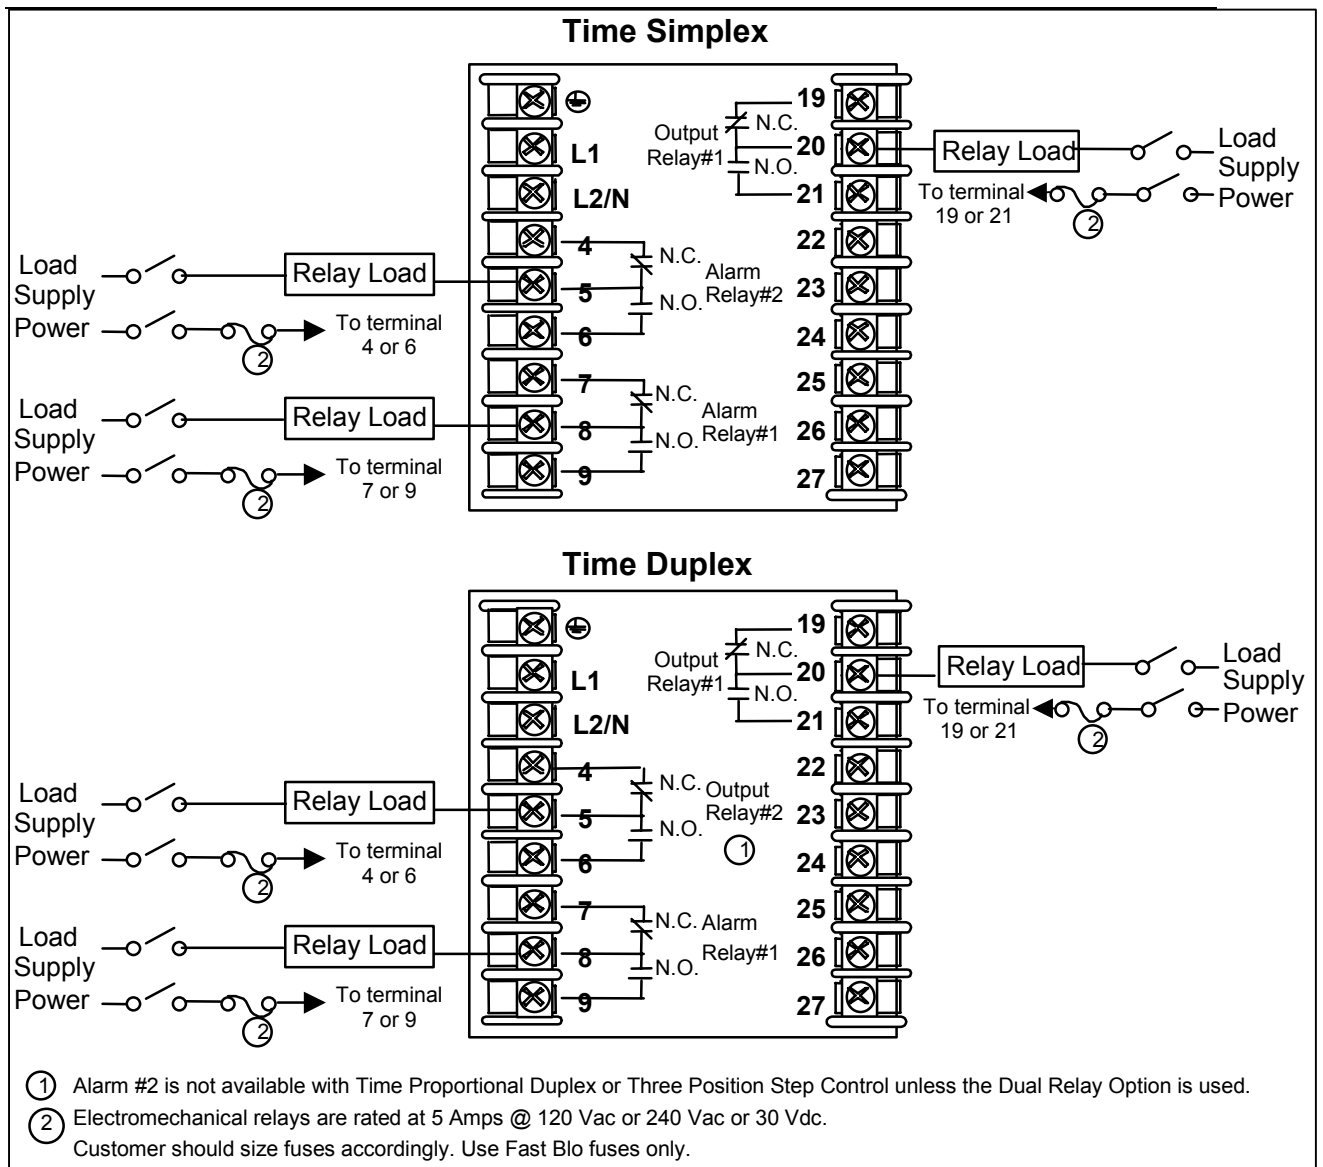 Time Simplex
L1
L2/N
4
5
6
7
8
9
N.C.
N.O.
Alarm
Relay#2
N.C.
N.O.
Alarm
Relay#1
Output
Relay#1
N.C.
N.O.
19
20
21
22
23
24
25
26
27
Relay Load
Load
Supply
Power
To terminal
19 or 21
2
Load
Supply
Power
Relay Load
To terminal
4 or 6
2
Load
Supply
Power
Relay Load
To terminal
7 or 9
2
Time Duplex
L1
L2/N
4
5
6
7
8
9
N.C.
N.O.
Output
Relay#2
1
N.C.
N.O.
Alarm
Relay#1
Output
Relay#1
N.C.
N.O.
19
20
21
22
23
24
25
26
27
Relay Load
Load
Supply
Power
To terminal
19 or 21
2
Load
Supply
Power
Relay Load
To terminal
4 or 6
2
Load
Supply
Power
Relay Load
To terminal
7 or 9
2
1 Alarm #2 is not available with Time Proportional Duplex or Three Position Step Control unless the Dual Relay Option is used.
2 Electromechanical relays are rated at 5 Amps @ 120 Vac or 240 Vac or 30 Vdc.
Customer should size fuses accordingly. Use Fast Blo fuses only.